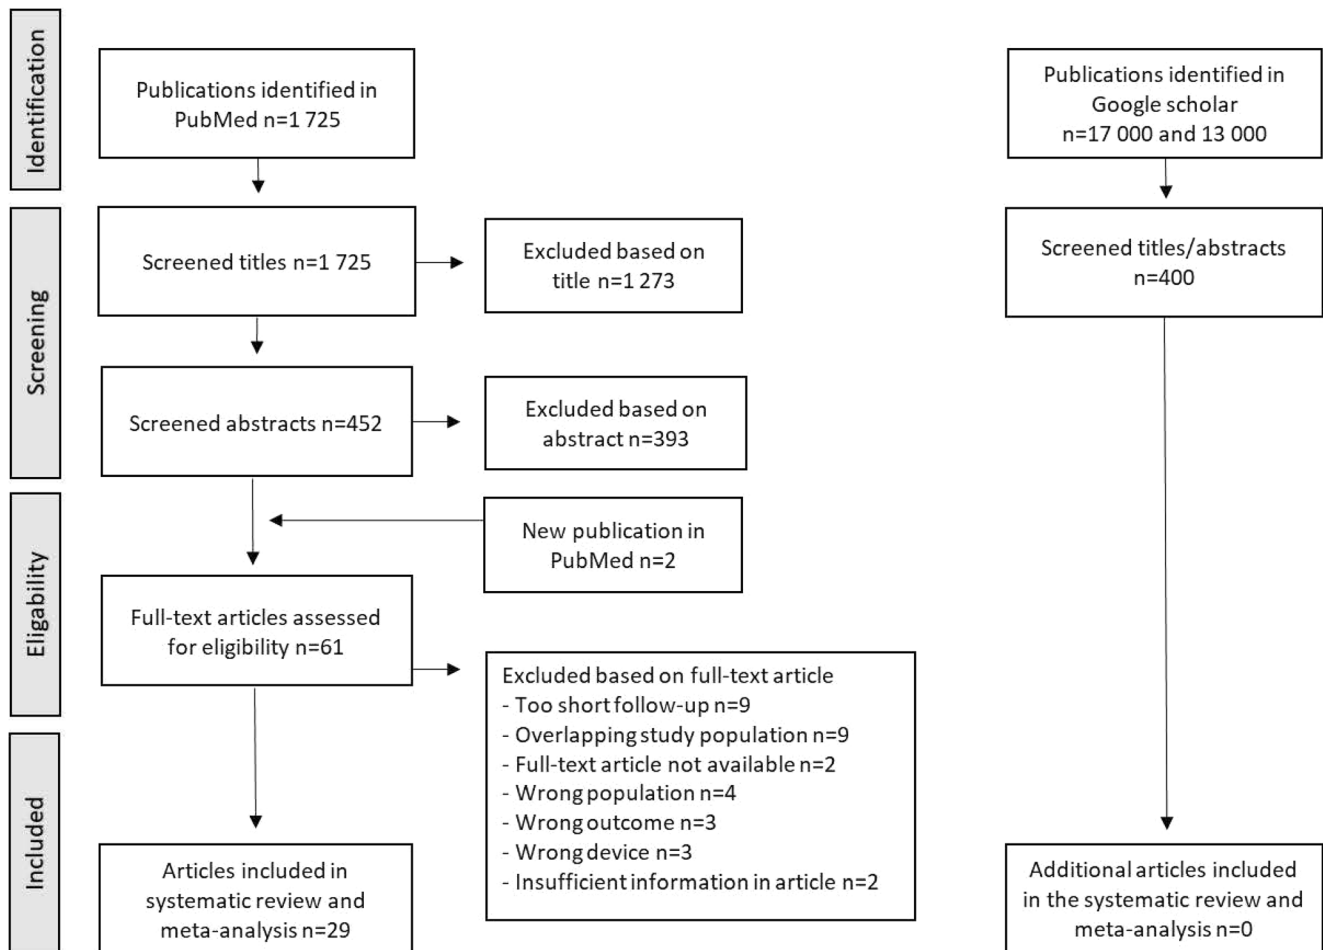 Identification
Publications identified in
PubMed n=1 725
Publications identified in
Google scholar
n=17 000 and 13 000
Screening
Screened titles n=1 725
Excluded based on
title n=1 273
Screened titles/abstracts
n=400
Screened abstracts n=452
Excluded based on
abstract n=393
Eligability
New publication in
PubMed n=2
Full-text articles assessed
for eligibility n=61
Excluded based on full-text article
- Too short follow-up n=9
- Overlapping study population n=9
- Full-text article not available n=2
- Wrong population n=4
- Wrong outcome n=3
- Wrong device n=3
- Insufficient information in article n=2
Included
Articles included in
systematic review and
meta-analysis n=29
Additional articles included
in the systematic review and
meta-analysis n=0